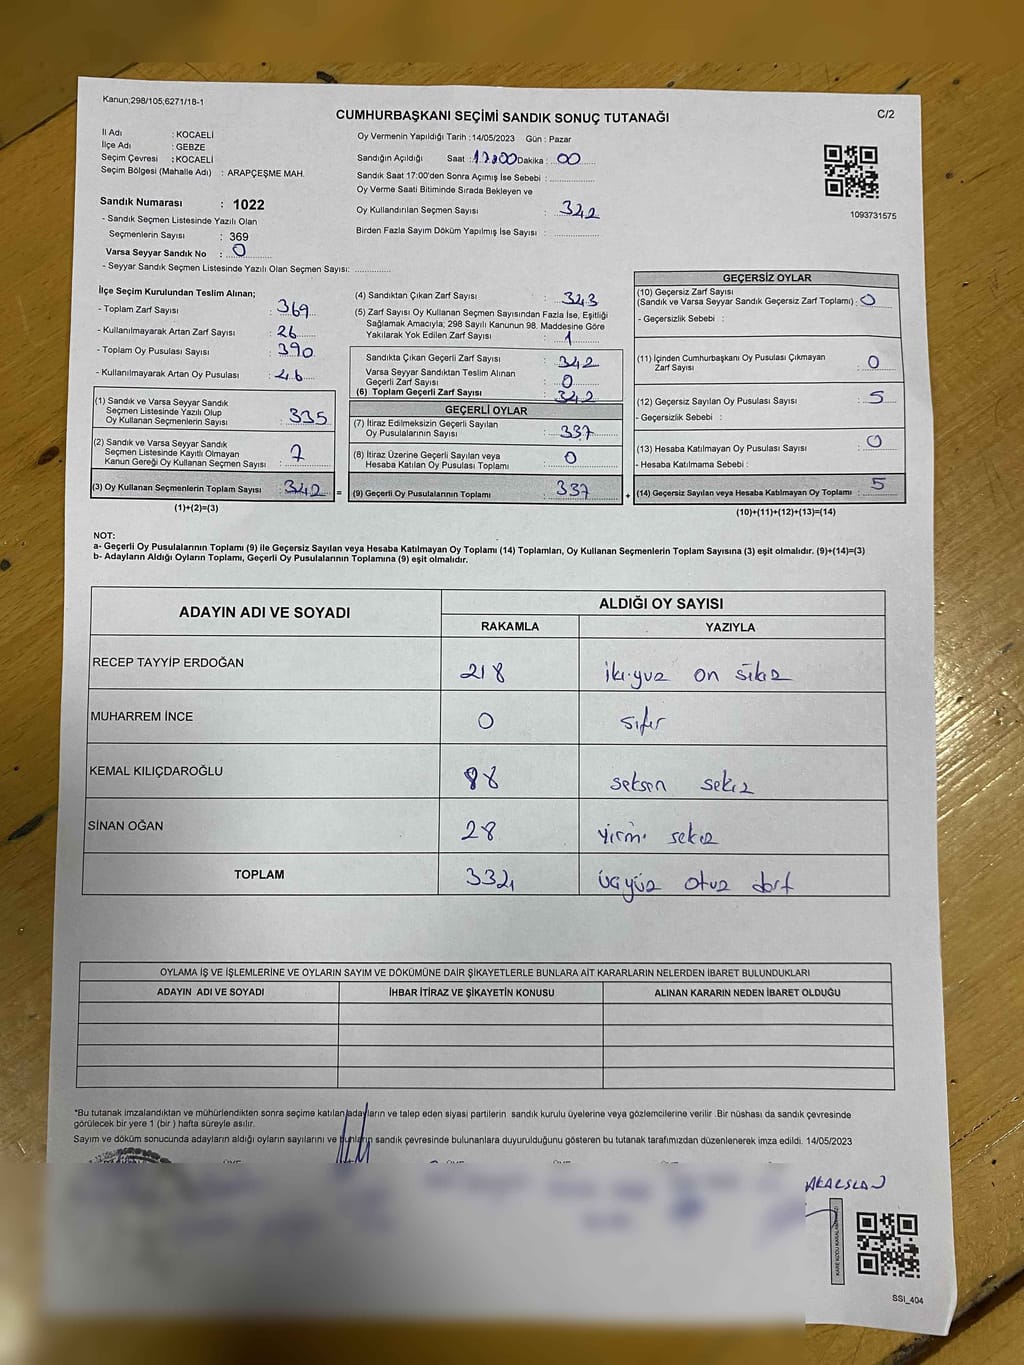 Kanun;298/105;6271/18-1
CUMHURBAŞKANI SEÇİMİ SANDIK SONUÇ TUTANAĞI
C/2
İl Adı : KOCAELİ
İlçe Adı : GEBZE
Seçim Çevresi : KOCAELİ
Seçim Bölgesi (Mahalle Adı) : ARAPÇEŞME MAH.
Sandık Numarası : 1022
- Sandık Seçmen Listesinde Yazılı Olan
Seçmenlerin Sayısı : 369
Varsa Seyyar Sandık No : 0
- Seyyar Sandık Seçmen Listesinde Yazılı Olan Seçmen Sayısı: ..............
Oy Vermenin Yapıldığı Tarih :14/05/2023 Gün : Pazar
Sandığın Açıldığı Saat : Dakika : 00
Sandık Saat 17:00'den Sonra Açımış İse Sebebi : ..............
Oy Verme Saati Bitiminde Sırada Bekleyen ve
Oy Kullandırılan Seçmen Sayısı : 342
Birden Fazla Sayım Döküm Yapılmış İse Sayısı : ..............
1093731575
İlçe Seçim Kurulundan Teslim Alınan;
- Toplam Zarf Sayısı : 369
- Kullanılmayarak Artan Zarf Sayısı : 26
- Toplam Oy Pusulası Sayısı : 390
- Kullanılmayarak Artan Oy Pusulası : 46
(1) Sandık ve Varsa Seyyar Sandık
Seçmen Listesinde Yazılı Olup
Oy Kullanan Seçmenlerin Sayısı : 335
(2) Sandık ve Varsa Seyyar Sandık
Seçmen Listesinde Kayıtlı Olmayan
Kanun Gereği Oy Kullanan Seçmen Sayısı : 7
(3) Oy Kullanan Seçmenlerin Toplam Sayısı : 342
(1)+(2)=(3)
=
(4) Sandıktan Çıkan Zarf Sayısı : 343
(5) Zarf Sayısı Oy Kullanan Seçmen Sayısından Fazla İse, Eşitliği
Sağlamak Amacıyla; 298 Sayılı Kanunun 98. Maddesine Göre
Yakılarak Yok Edilen Zarf Sayısı : 1
Sandıkta Çıkan Geçerli Zarf Sayısı : 342
Varsa Seyyar Sandıktan Teslim Alınan
Geçerli Zarf Sayısı : 0
(6) Toplam Geçerli Zarf Sayısı : 342
GEÇERLİ OYLAR
(7) İtiraz Edilmeksizin Geçerli Sayılan
Oy Pusulalarının Sayısı : 337
(8) İtiraz Üzerine Geçerli Sayılan veya
Hesaba Katılan Oy Pusulası Toplamı : 0
(9) Geçerli Oy Pusulalarının Toplamı : 337
+
GEÇERSİZ OYLAR
(10) Geçersiz Zarf Sayısı
(Sandık ve Varsa Seyyar Sandık Geçersiz Zarf Toplamı) : 0
- Geçersizlik Sebebi :
(11) İçinden Cumhurbaşkanı Oy Pusulası Çıkmayan
Zarf Sayısı : 0
(12) Geçersiz Sayılan Oy Pusulası Sayısı : 5
- Geçersizlik Sebebi :
(13) Hesaba Katılmayan Oy Pusulası Sayısı : 0
- Hesaba Katılmama Sebebi :
(14) Geçersiz Sayılan veya Hesaba Katılmayan Oy Toplamı : 5
(10)+(11)+(12)+(13)=(14)
NOT:
a- Geçerli Oy Pusulalarının Toplamı (9) ile Geçersiz Sayılan veya Hesaba Katılmayan Oy Toplamı (14) Toplamları, Oy Kullanan Seçmenlerin Toplam Sayısına (3) eşit olmalıdır. (9)+(14)=(3)
b- Adayların Aldığı Oyların Toplamı, Geçerli Oy Pusulalarının Toplamına (9) eşit olmalıdır.
ADAYIN ADI VE SOYADI
ALDIĞI OY SAYISI
RAKAMLA YAZIYLA
RECEP TAYYİP ERDOĞAN 218 ikiyuz on sekiz
MUHARREM İNCE 0 sıfır
KEMAL KILIÇDAROĞLU 88 seksen sekiz
SİNAN OĞAN 28 yirmi sekiz
TOPLAM 334 üçyüz otuz dört
OYLAMA İŞ VE İŞLEMLERİNE VE OYLARIN SAYIM VE DÖKÜMÜNE DAİR ŞİKAYETLERLE BUNLARA AİT KARARLARIN NELERDEN İBARET BULUNDUKLARI
ADAYIN ADI VE SOYADI İHBAR İTİRAZ VE ŞİKAYETİN KONUSU ALINAN KARARIN NEDEN İBARET OLDUĞU
*Bu tutanak imzalandıktan ve mühürlendikten sonra seçime katılan adayların ve talep eden siyasi partilerin sandık kurulu üyelerine veya gözlemcilerine verilir .Bir nüshası da sandık çevresinde
görülecek bir yere 1 (bir ) hafta süreyle asılır.
Sayım ve döküm sonucunda adayların aldığı oyların sayılarını ve bunların sandık çevresinde bulunanlara duyurulduğunu gösteren bu tutanak tarafımızdan düzenlenerek imza edildi. 14/05/2023
SSI_404